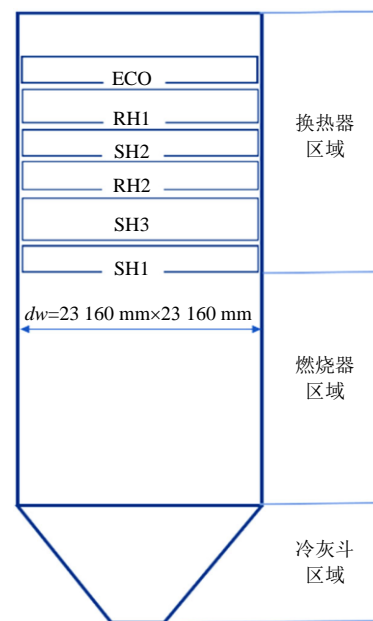 ECO
RH1
SH2
RH2
SH3
SH1
dw=23 160 mm×23 160 mm
换热器
区域
燃烧器
区域
冷灰斗
区域